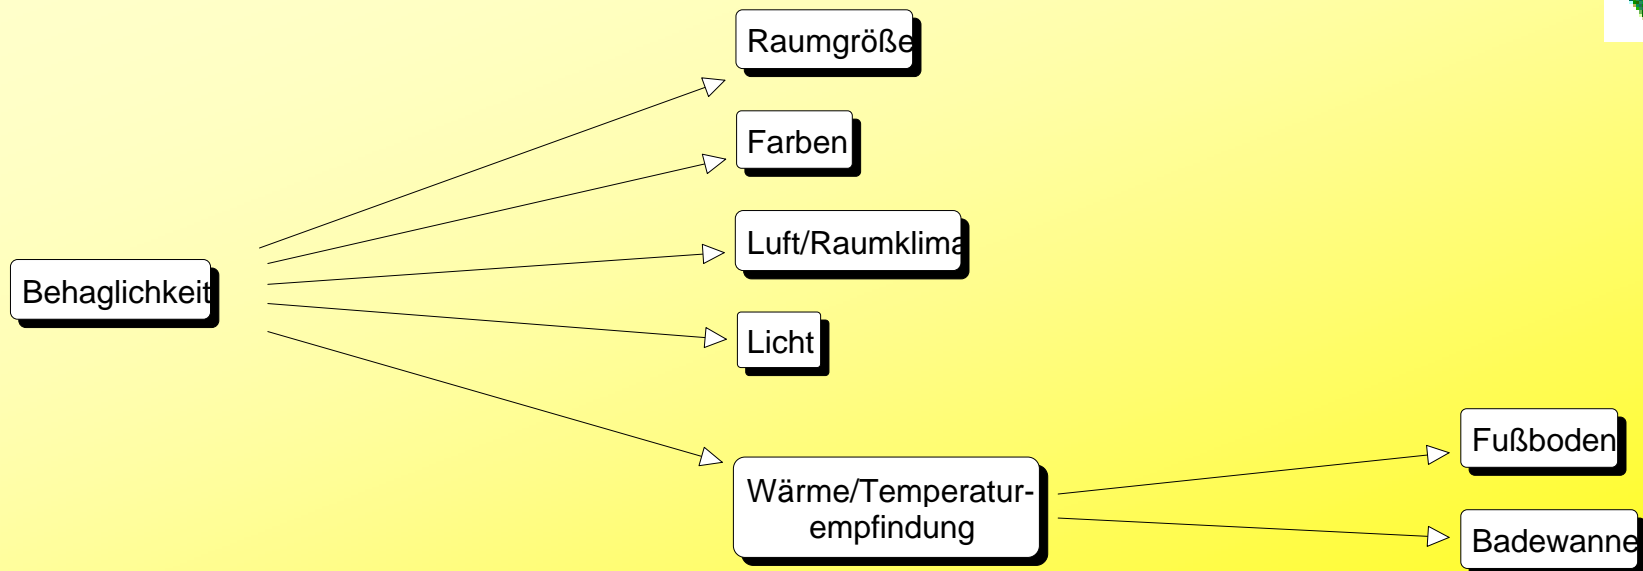 Raumgröße
Farben
Luft/Raumklima
Behaglichkeit
Licht
Fußboden
Wärme/Temperatur-
empfindung
Badewanne